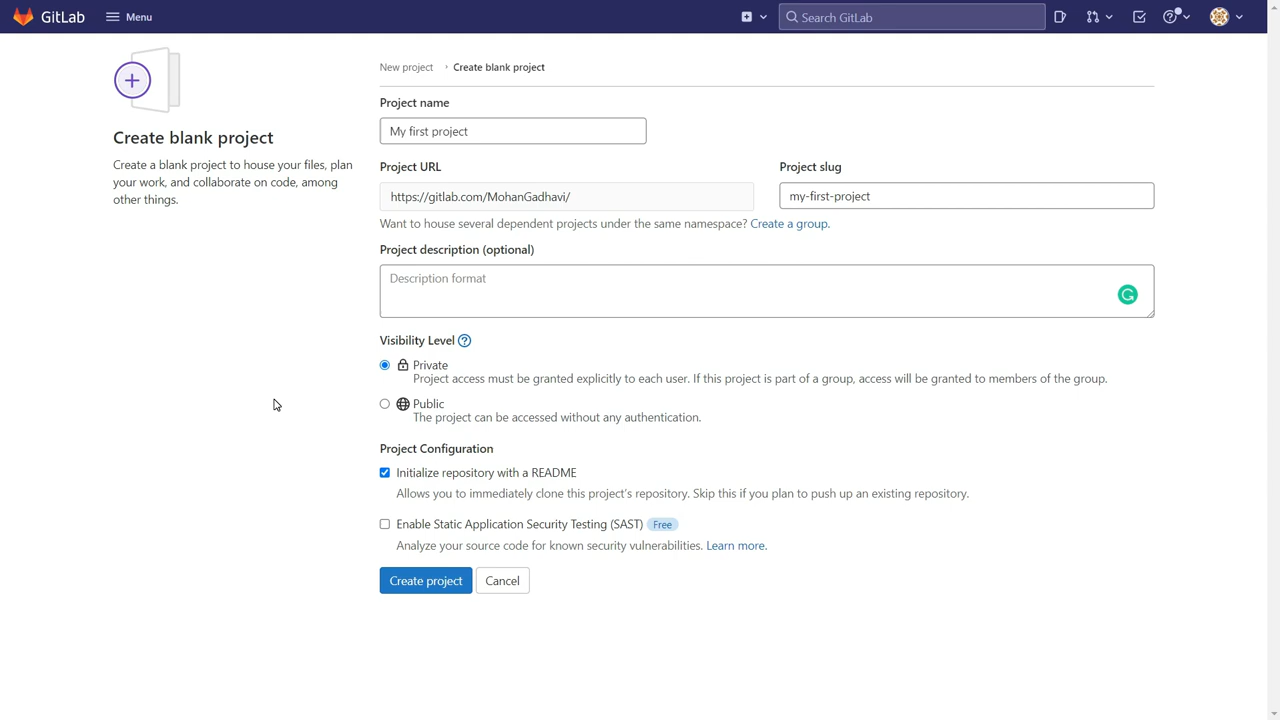 GitLab
Menu
Search GitLab
New project › Create blank project
Create blank project
Create a blank project to house your files, plan
your work, and collaborate on code, among
other things.
Project name
My first project
Project URL
Project slug
https://gitlab.com/MohanGadhavi/
my-first-project
Want to house several dependent projects under the same namespace? Create a group.
Project description (optional)
Description format
Visibility Level
Private
Project access must be granted explicitly to each user. If this project is part of a group, access will be granted to members of the group.
Public
The project can be accessed without any authentication.
Project Configuration
Initialize repository with a README
Allows you to immediately clone this project's repository. Skip this if you plan to push up an existing repository.
Enable Static Application Security Testing (SAST) Free
Analyze your source code for known security vulnerabilities. Learn more.
Create project
Cancel